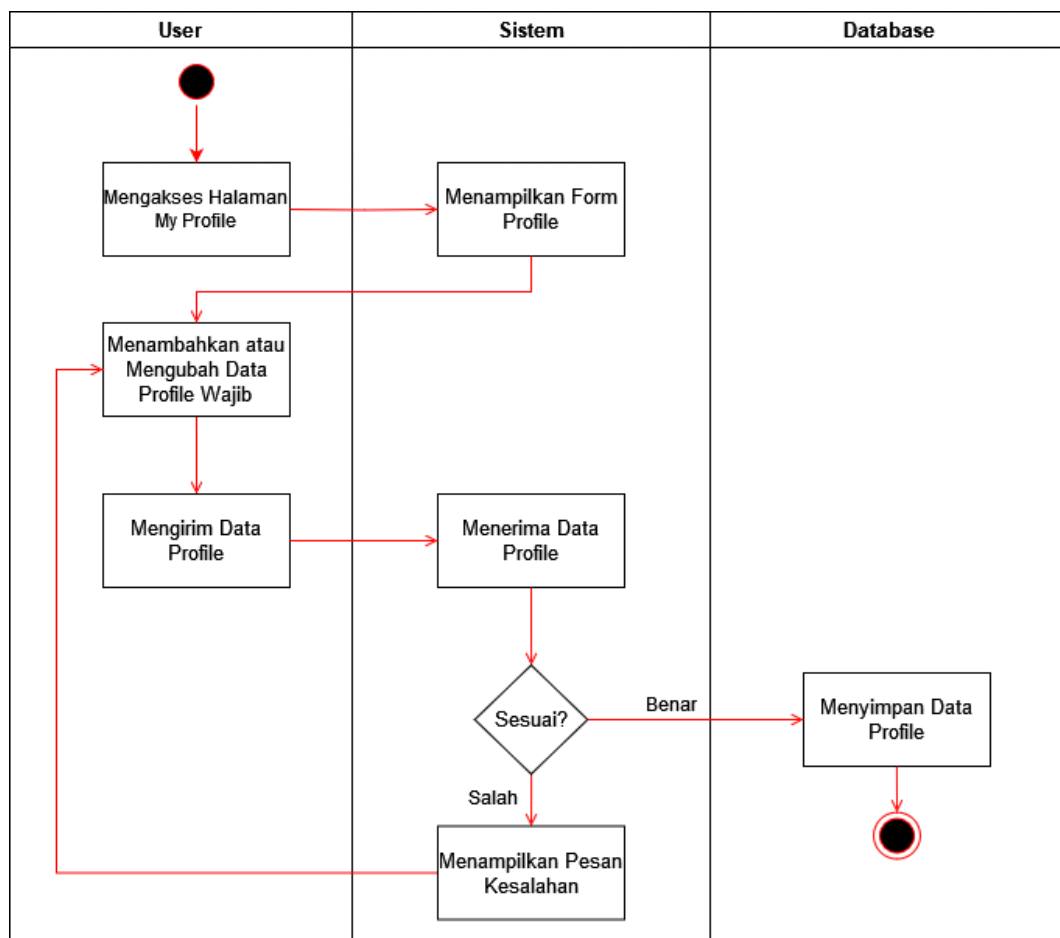 User
Sistem
Database
Mengakses Halaman
My Profile
Menampilkan Form
Profile
Menambahkan atau
Mengubah Data
Profile Wajib
Mengirim Data
Profile
Menerima Data
Profile
Sesuai?
Benar
Menyimpan Data
Profile
Salah
Menampilkan Pesan
Kesalahan